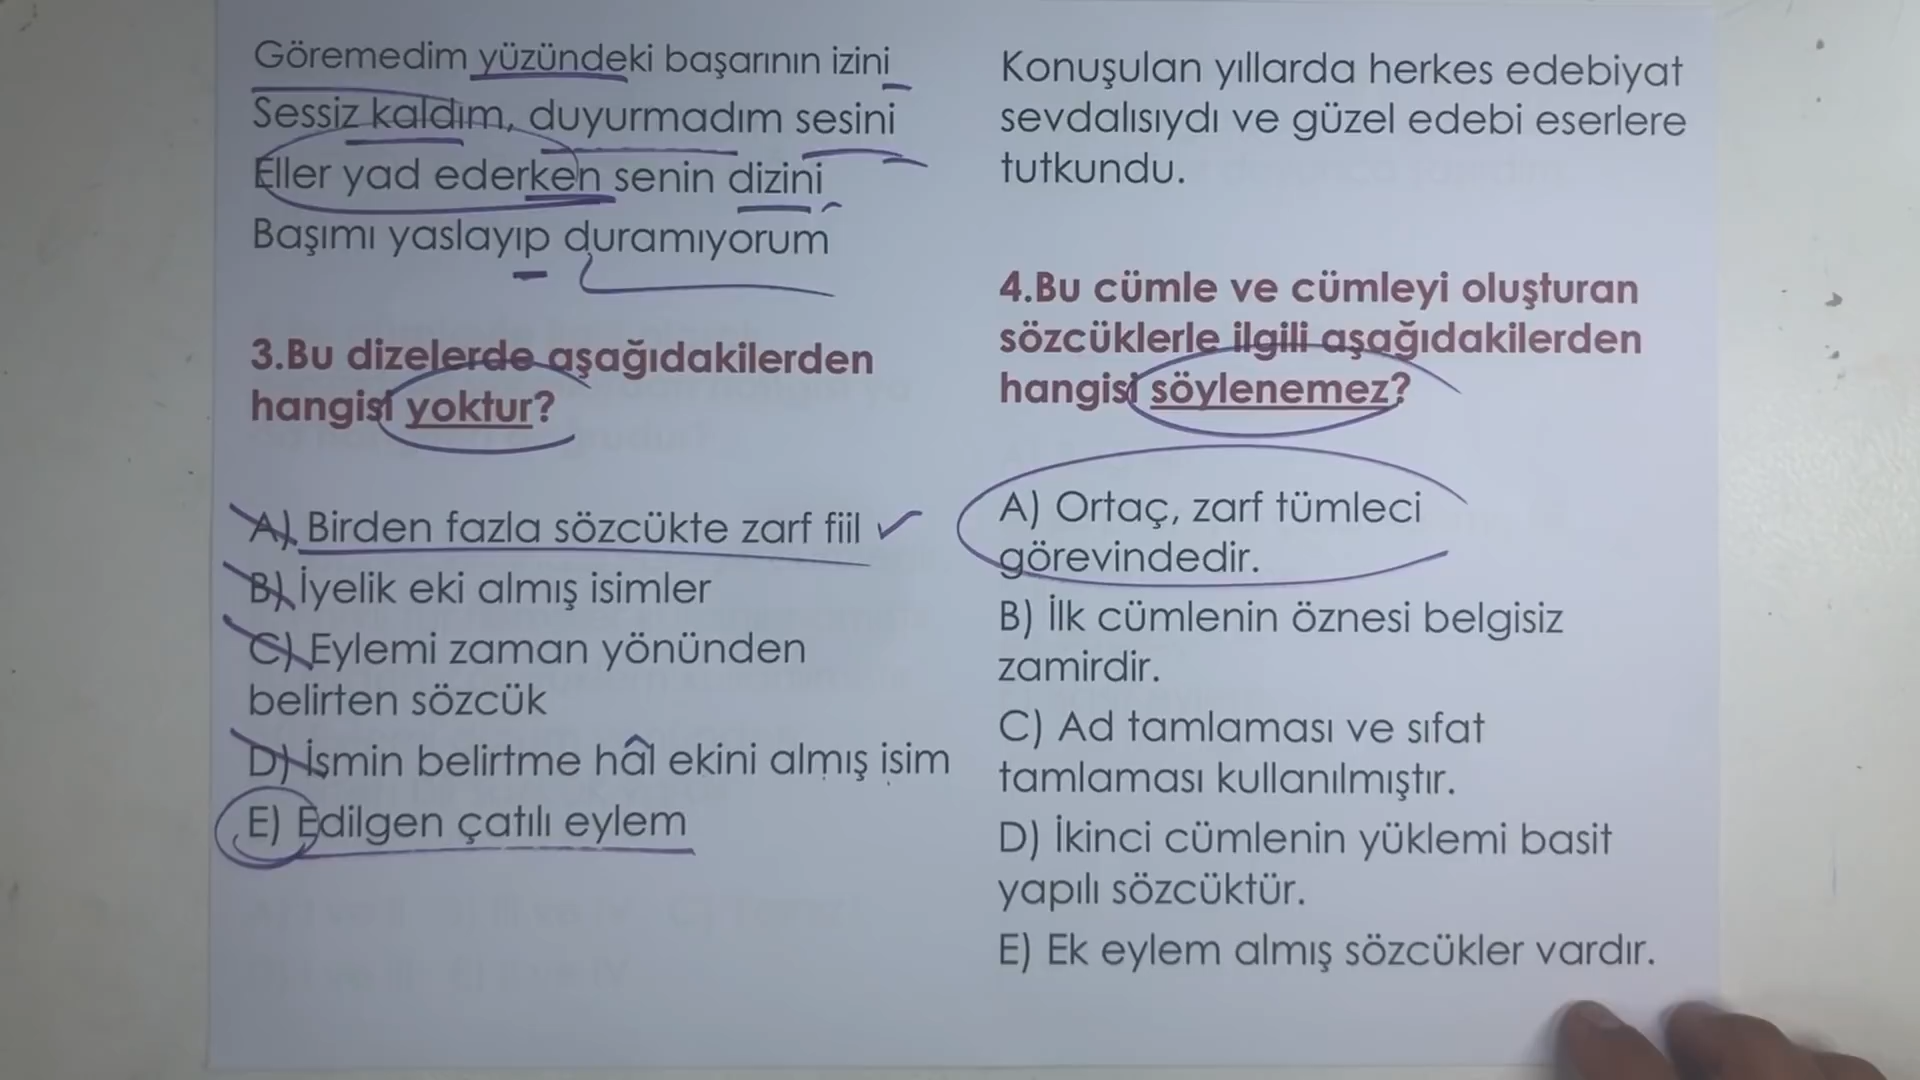 Göremedim yüzündeki başarının izini
Sessiz kaldım, duyurmadım sesini
Eller yad ederken senin dizini
Başımı yaslayıp duramıyorum
3.Bu dizelerde aşağıdakilerden
hangisi yoktur?
A) Birden fazla sözcükte zarf fiil
B) İyelik eki almış isimler
C) Eylemi zaman yönünden
belirten sözcük
D) İsmin belirtme hâl ekini almış isim
E) Edilgen çatılı eylem
Konuşulan yıllarda herkes edebiyat
sevdalısıydı ve güzel edebi eserlere
tutkundu.
4.Bu cümle ve cümleyi oluşturan
sözcüklerle ilgili aşağıdakilerden
hangisi söylenemez?
A) Ortaç, zarf tümleci
görevindedir.
B) İlk cümlenin öznesi belgisiz
zamirdir.
C) Ad tamlaması ve sıfat
tamlaması kullanılmıştır.
D) İkinci cümlenin yüklemi basit
yapılı sözcüktür.
E) Ek eylem almış sözcükler vardır.